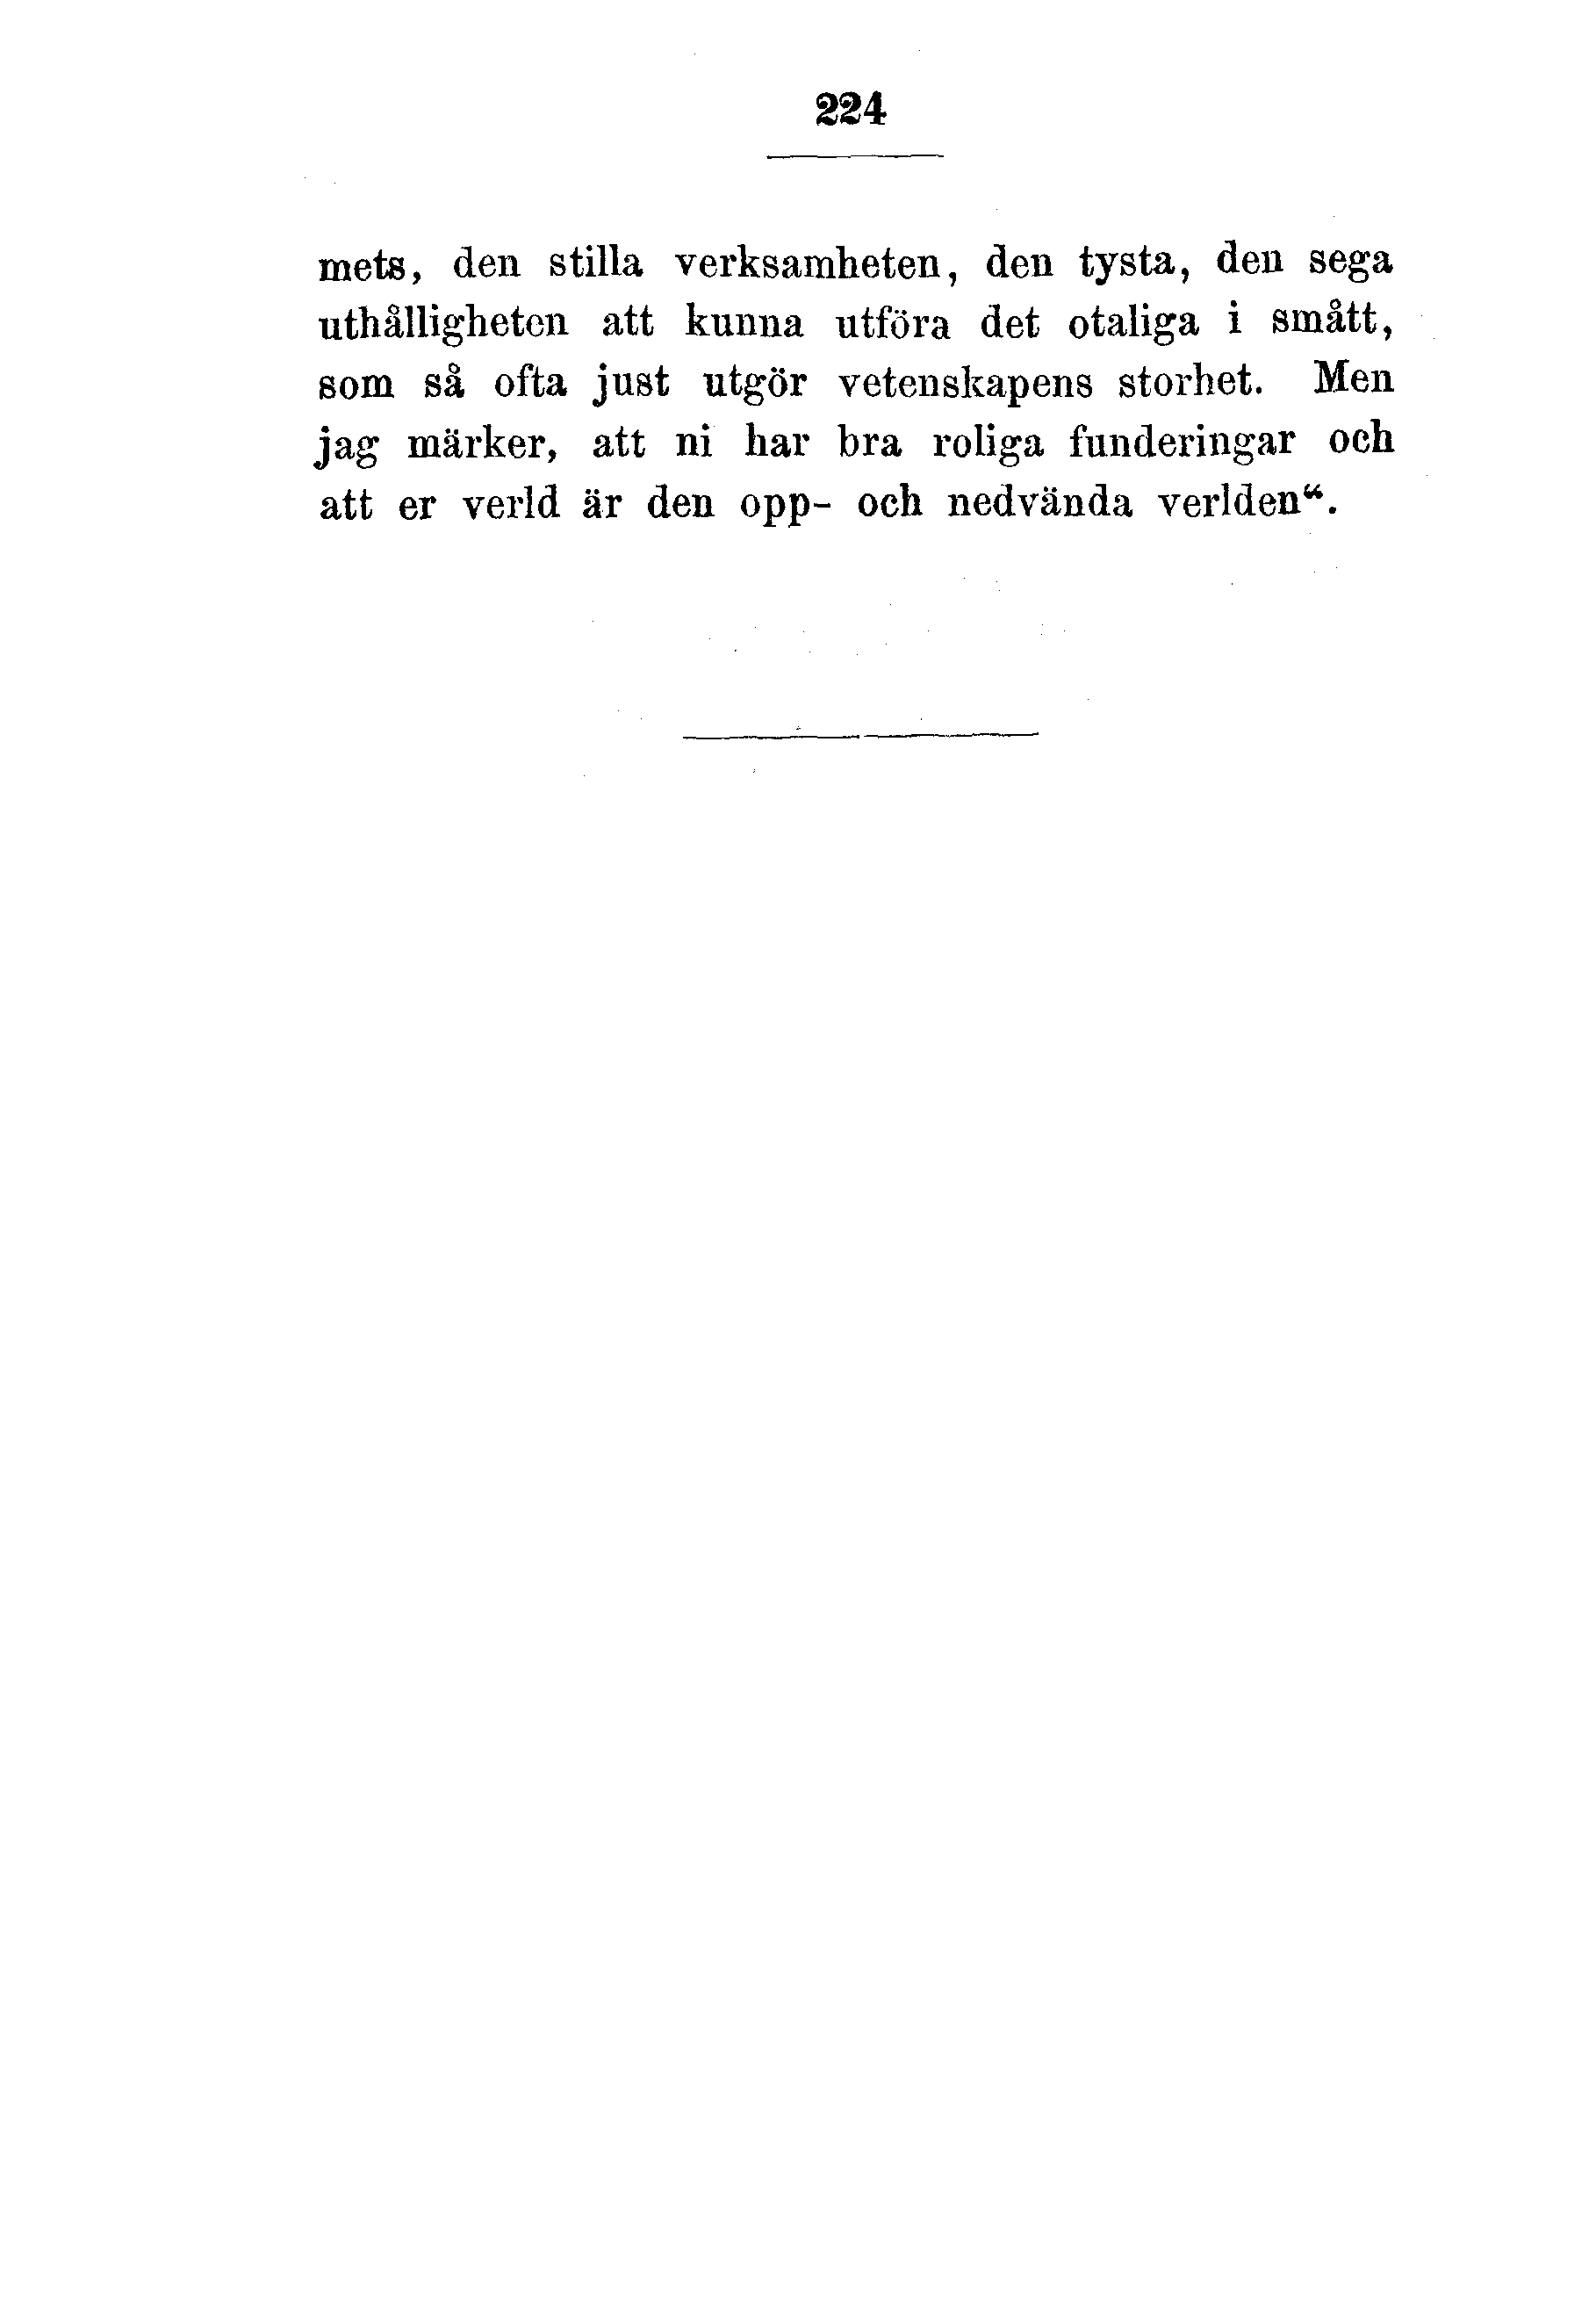 224
mets, den stilla verksamheten, den tysta, den sega
uthålligheten att kunna utföra det otaliga i smått,
som så ofta just utgör vetenskapens storhet. Men
jag märker, att ni har bra roliga funderingar och
att er verld är den opp- och nedvända verlden“.